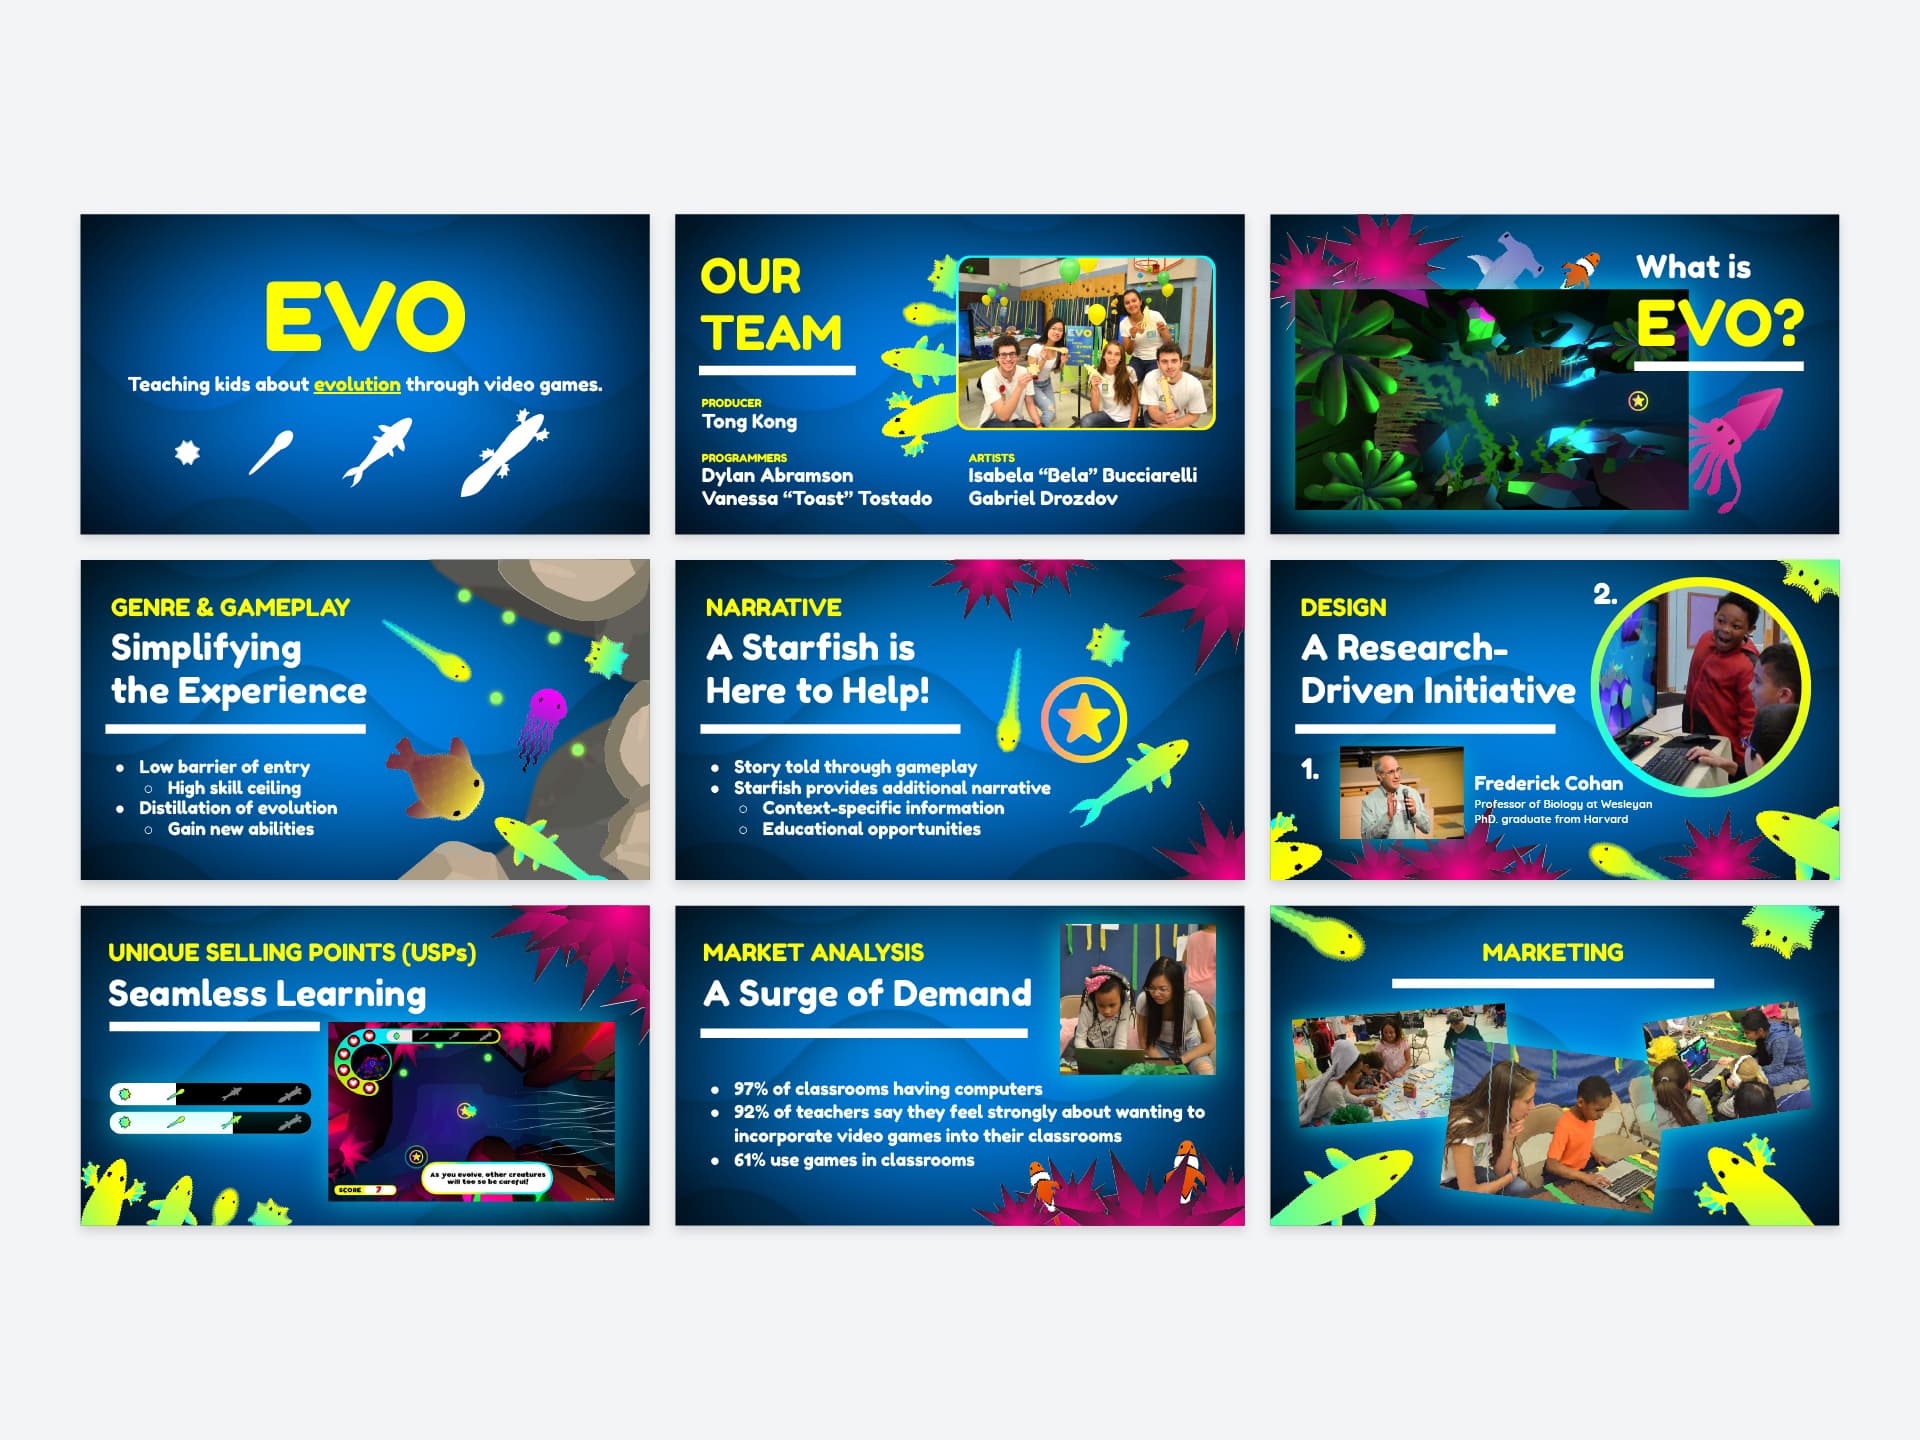 EVO
Teaching kids about evolution through video games.
OUR
TEAM
EVO
PRODUCER
Tong Kong
PROGRAMMERS
Dylan Abramson
Vanessa “Toast” Tostado
ARTISTS
Isabela “Bela” Bucciarelli
Gabriel Drozdov
What is
EVO?
GENRE & GAMEPLAY
Simplifying
the Experience
● Low barrier of entry
○ High skill ceiling
● Distillation of evolution
○ Gain new abilities
NARRATIVE
A Starfish is
Here to Help!
● Story told through gameplay
● Starfish provides additional narrative
○ Context-specific information
○ Educational opportunities
DESIGN
A Research-
Driven Initiative
1.
2.
Frederick Cohan
Professor of Biology at Wesleyan
PhD. graduate from Harvard
UNIQUE SELLING POINTS (USPs)
Seamless Learning
As you evolve, other creatures
will too so be careful!
SCORE 7
MARKET ANALYSIS
A Surge of Demand
● 97% of classrooms having computers
● 92% of teachers say they feel strongly about wanting to
incorporate video games into their classrooms
● 61% use games in classrooms
MARKETING